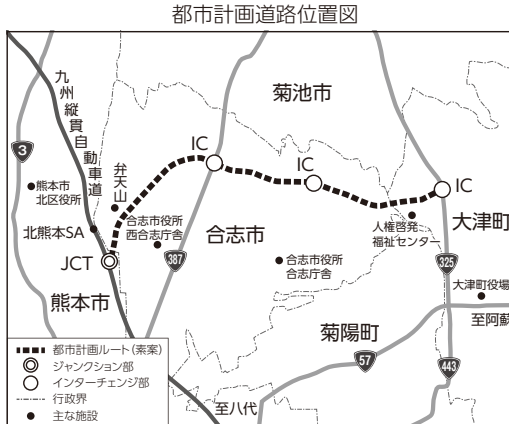 都市計画道路位置図
九州縦貫自動車道
3
菊池市
弁天山
IC
IC
IC
熊本市
北区役所
合志市役所
西合志庁舎
人権啓発
福祉センター
大津町
北熊本SA
合志市
JCT
387
合志市役所
合志庁舎
325
大津町役場
熊本市
至阿蘇
菊陽町
57
443
至八代
都市計画ルート(素案)
ジャンクション部
インターチェンジ部
行政界
主な施設